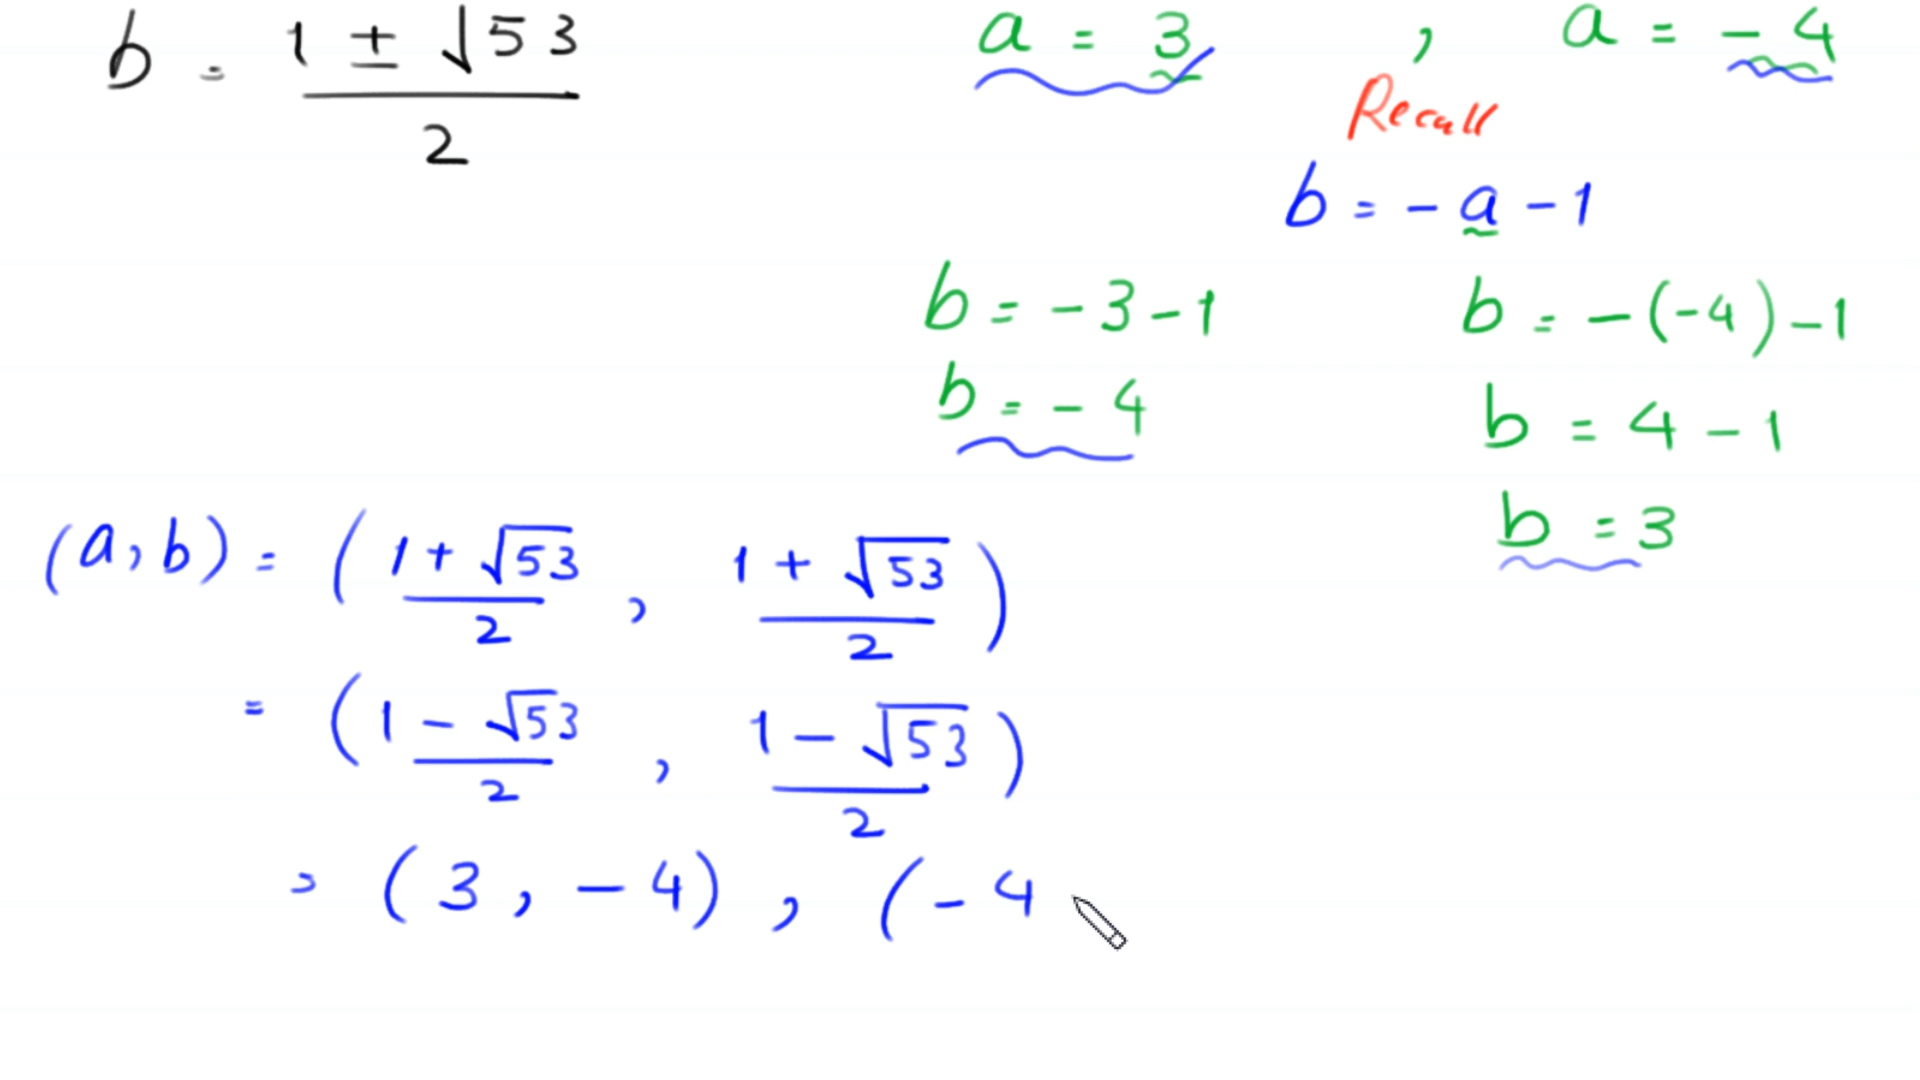 b = (1 ± √53)/2
a = 3 , a = -4
Recall
b = -a - 1
b = -3 - 1
b = -4
b = -(-4) - 1
b = 4 - 1
b = 3
(a, b) = ((1 + √53)/2 , (1 + √53)/2)
= ((1 - √53)/2 , (1 - √53)/2)
= (3, -4) , (-4